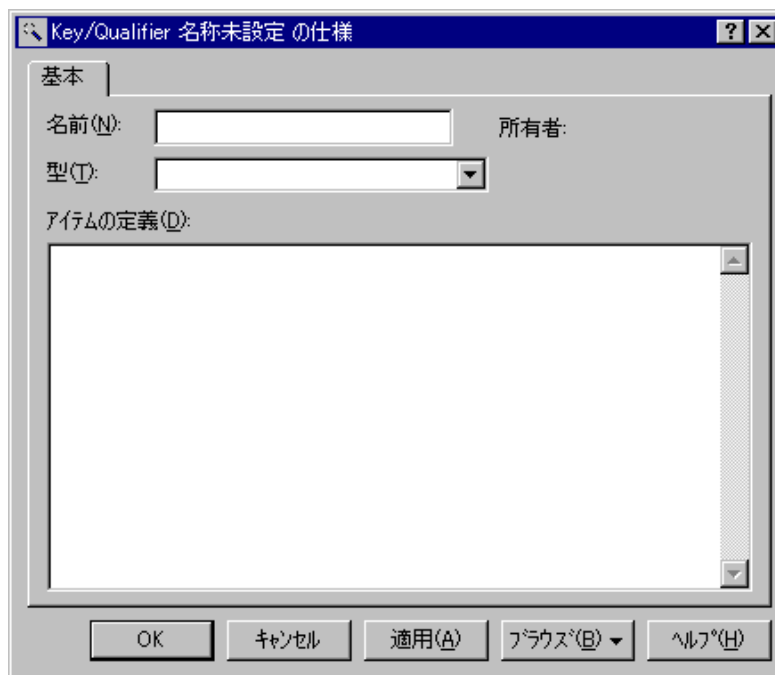 Key/Qualifier 名称未設定 の仕様
基本
名前(N): 所有者:
型(T):
ｱｲﾃﾑの定義(D):
OK ｷｬﾝｾﾙ 適用(A) ﾌﾞﾗｳｽﾞ(B) ﾍﾙﾌﾟ(H)